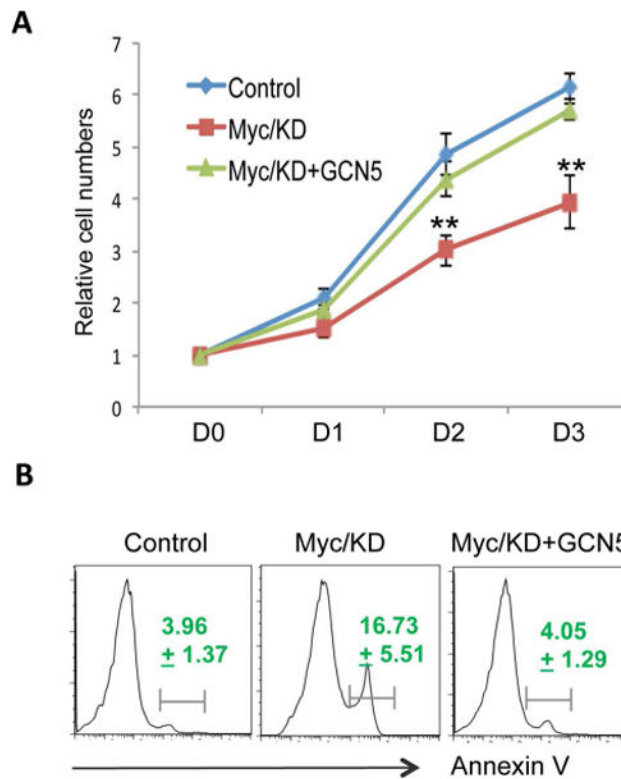 A
7
6
5
4
3
2
1
0
Relative cell numbers
Control
Myc/KD
Myc/KD+GCN5
**
**
D0 D1 D2 D3
B
Control Myc/KD Myc/KD+GCN5
3.96
± 1.37
16.73
± 5.51
4.05
± 1.29
Annexin V